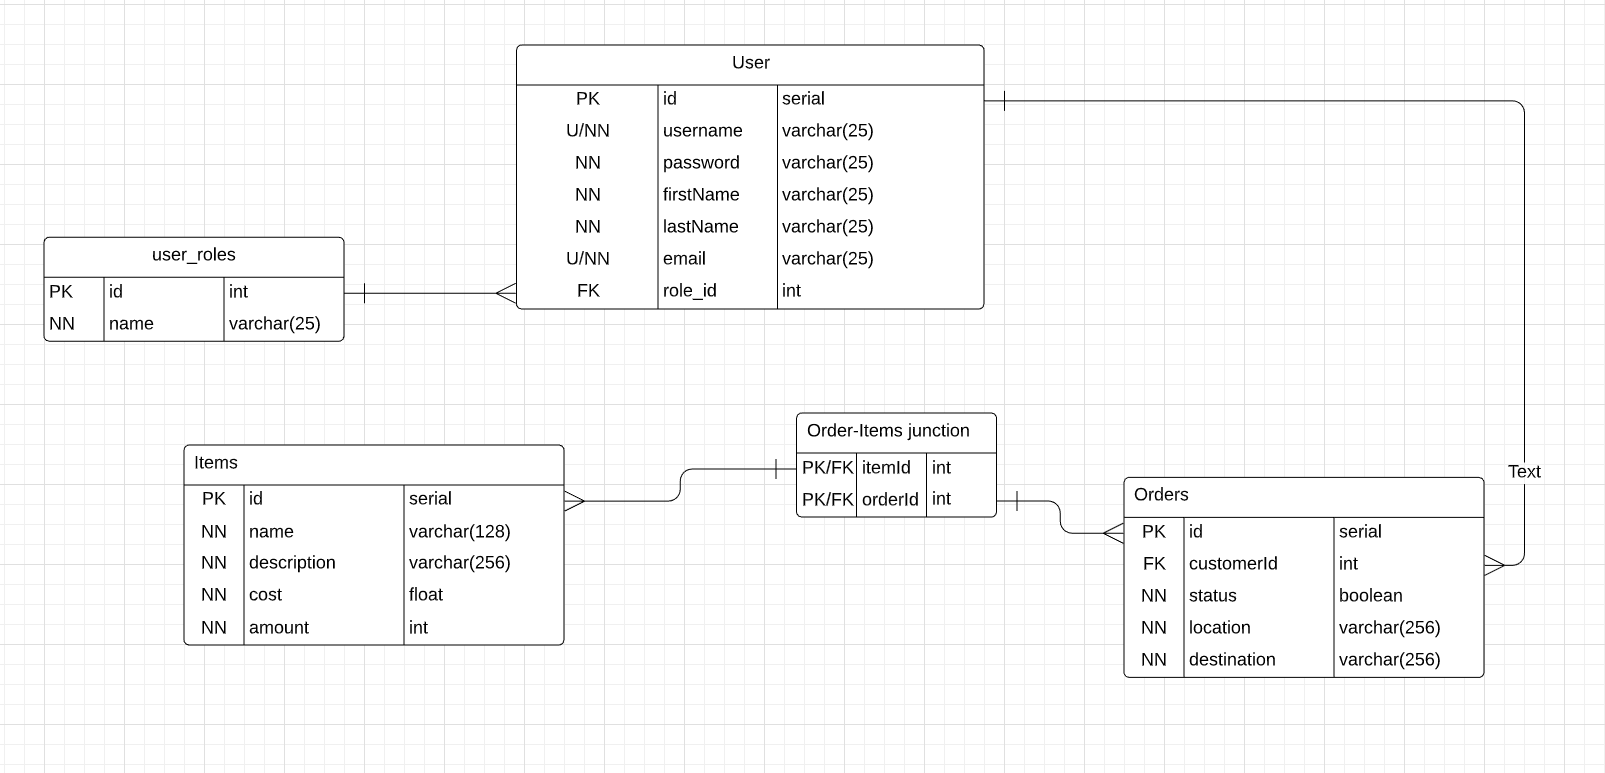 User
PK id serial
U/NN username varchar(25)
NN password varchar(25)
NN firstName varchar(25)
NN lastName varchar(25)
U/NN email varchar(25)
FK role_id int
user_roles
PK id int
NN name varchar(25)
Items
PK id serial
NN name varchar(128)
NN description varchar(256)
NN cost float
NN amount int
Order-Items junction
PK/FK itemId int
PK/FK orderId int
Text
Orders
PK id serial
FK customerId int
NN status boolean
NN location varchar(256)
NN destination varchar(256)